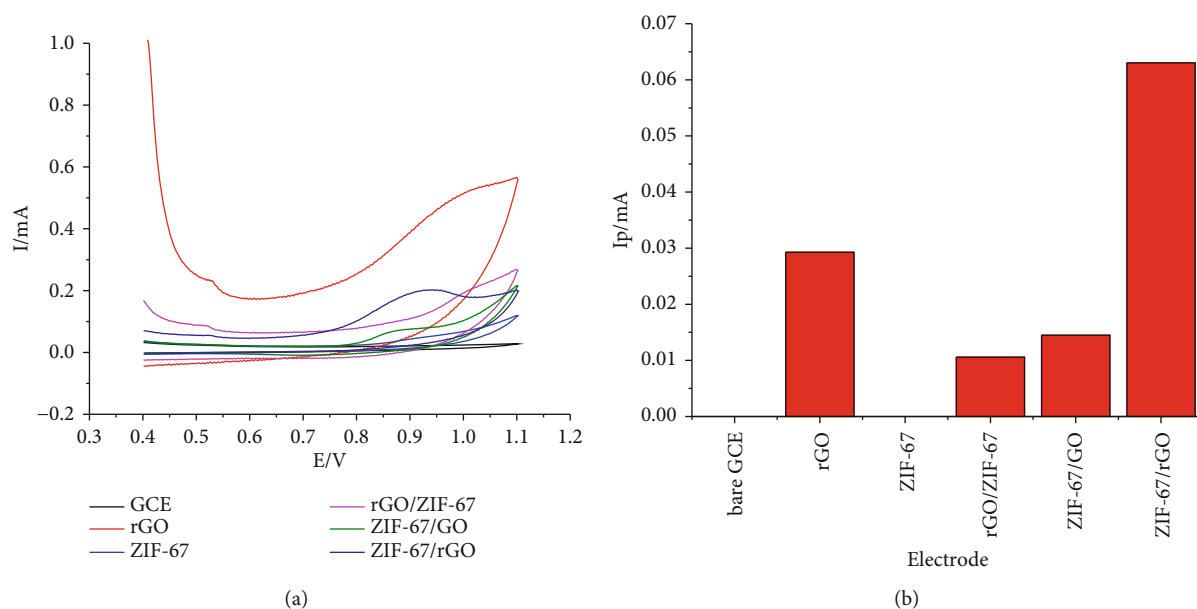 1.0
0.8
0.6
0.4
0.2
0.0
−0.2
I/mA
0.3 0.4 0.5 0.6 0.7 0.8 0.9 1.0 1.1 1.2
E/V
GCE
rGO
ZIF-67
rGO/ZIF-67
ZIF-67/GO
ZIF-67/rGO
(a)
0.07
0.06
0.05
0.04
0.03
0.02
0.01
0.00
Ip/mA
bare GCE
rGO
ZIF-67
rGO/ZIF-67
ZIF-67/GO
ZIF-67/rGO
Electrode
(b)